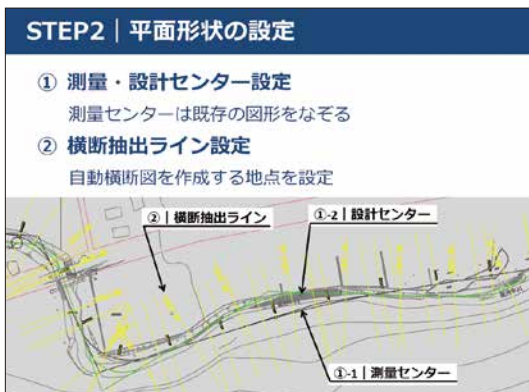 STEP2｜平面形状の設定
① 測量・設計センター設定
測量センターは既存の図形をなぞる
② 横断抽出ライン設定
自動横断図を作成する地点を設定
②｜横断抽出ライン
①-2｜設計センター
①-1｜測量センター